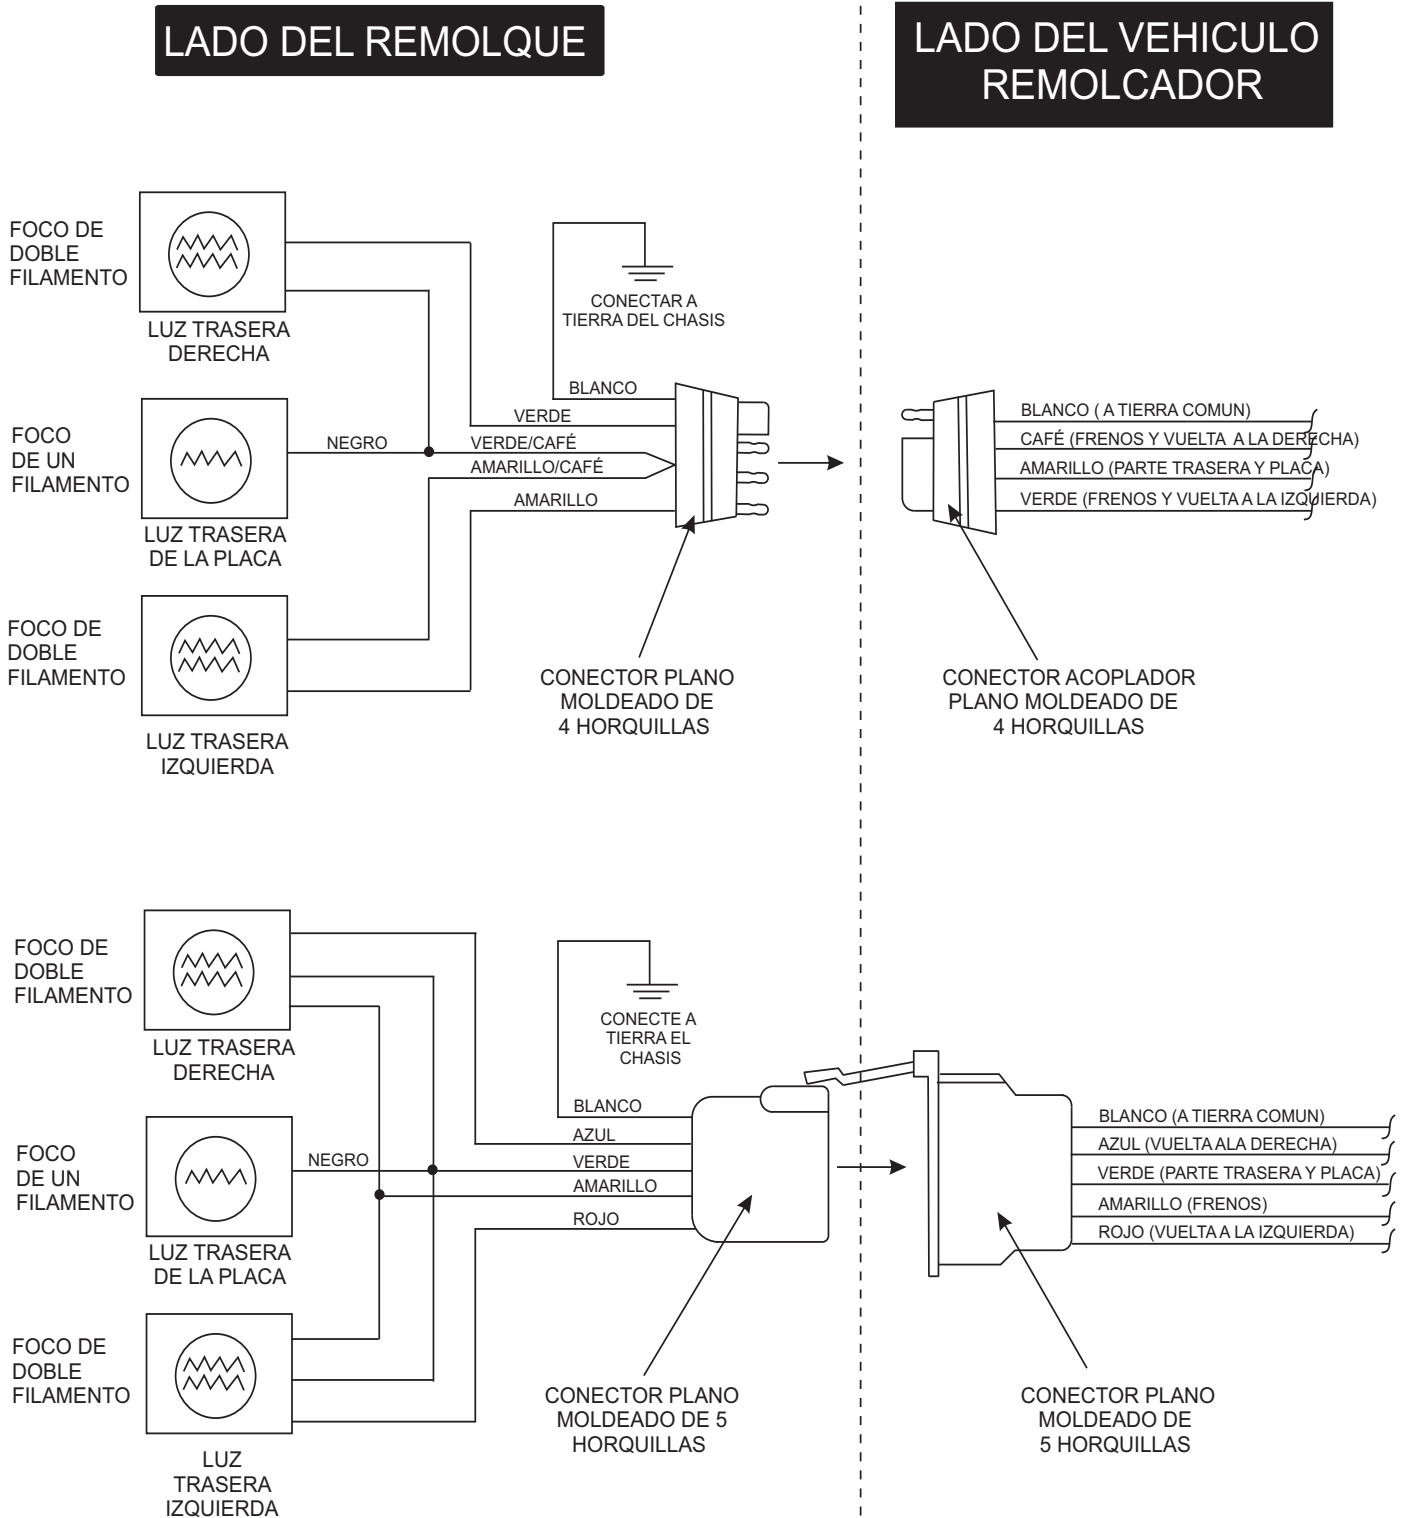 LADO DEL REMOLQUE
LADO DEL VEHICULO
REMOLCADOR
FOCO DE
DOBLE
FILAMENTO
LUZ TRASERA
DERECHA
CONECTAR A
TIERRA DEL CHASIS
BLANCO
VERDE
NEGRO
VERDE/CAFÉ
AMARILLO/CAFÉ
AMARILLO
FOCO
DE UN
FILAMENTO
LUZ TRASERA
DE LA PLACA
BLANCO ( A TIERRA COMUN)
CAFÉ (FRENOS Y VUELTA A LA DERECHA)
AMARILLO (PARTE TRASERA Y PLACA)
VERDE (FRENOS Y VUELTA A LA IZQUIERDA)
FOCO DE
DOBLE
FILAMENTO
LUZ TRASERA
IZQUIERDA
CONECTOR PLANO
MOLDEADO DE
4 HORQUILLAS
CONECTOR ACOPLADOR
PLANO MOLDEADO DE
4 HORQUILLAS
FOCO DE
DOBLE
FILAMENTO
LUZ TRASERA
DERECHA
CONECTE A
TIERRA EL
CHASIS
BLANCO
AZUL
NEGRO
VERDE
AMARILLO
ROJO
FOCO
DE UN
FILAMENTO
LUZ TRASERA
DE LA PLACA
BLANCO (A TIERRA COMUN)
AZUL (VUELTA ALA DERECHA)
VERDE (PARTE TRASERA Y PLACA)
AMARILLO (FRENOS)
ROJO (VUELTA A LA IZQUIERDA)
FOCO DE
DOBLE
FILAMENTO
LUZ
TRASERA
IZQUIERDA
CONECTOR PLANO
MOLDEADO DE 5
HORQUILLAS
CONECTOR PLANO
MOLDEADO DE
5 HORQUILLAS